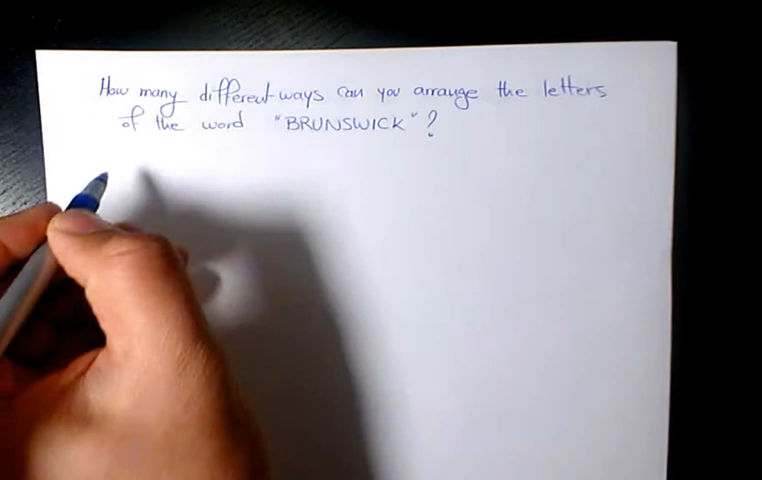 How many different ways can you arrange the letters
of the word "BRUNSWICK"?